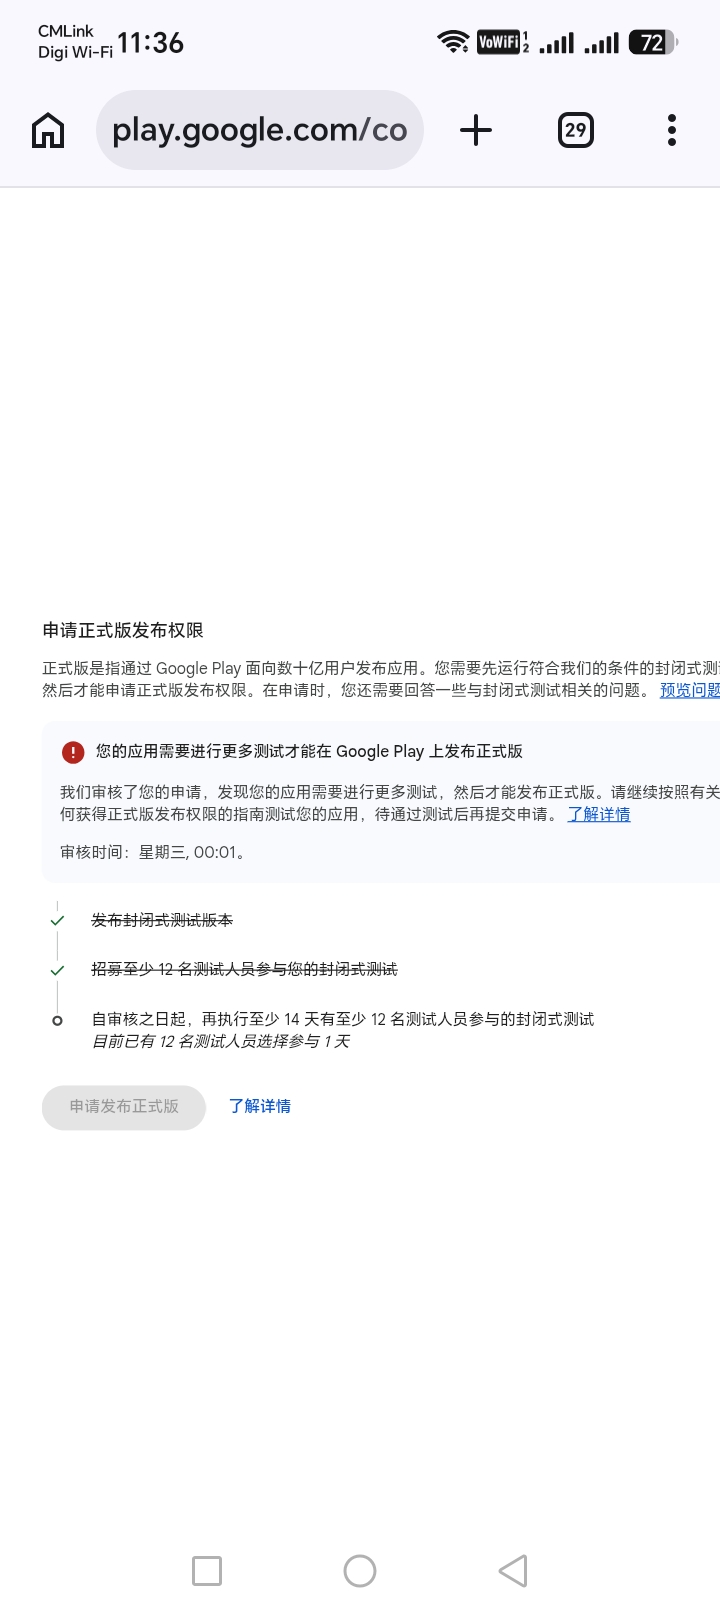 CMLink
Digi Wi-Fi
11:36
VoWiFi 1 2
72
play.google.com/co
29
申请正式版发布权限
正式版是指通过 Google Play 面向数十亿用户发布应用。您需要先运行符合我们的条件的封闭式测
然后才能申请正式版发布权限。在申请时，您还需要回答一些与封闭式测试相关的问题。 预览问题
您的应用需要进行更多测试才能在 Google Play 上发布正式版
我们审核了您的申请，发现您的应用需要进行更多测试，然后才能发布正式版。请继续按照有关
何获得正式版发布权限的指南测试您的应用，待通过测试后再提交申请。 了解详情
审核时间：星期三, 00:01。
发布封闭式测试版本
招募至少 12 名测试人员参与您的封闭式测试
自审核之日起，再执行至少 14 天有至少 12 名测试人员参与的封闭式测试
目前已有 12 名测试人员选择参与 1 天
申请发布正式版
了解详情